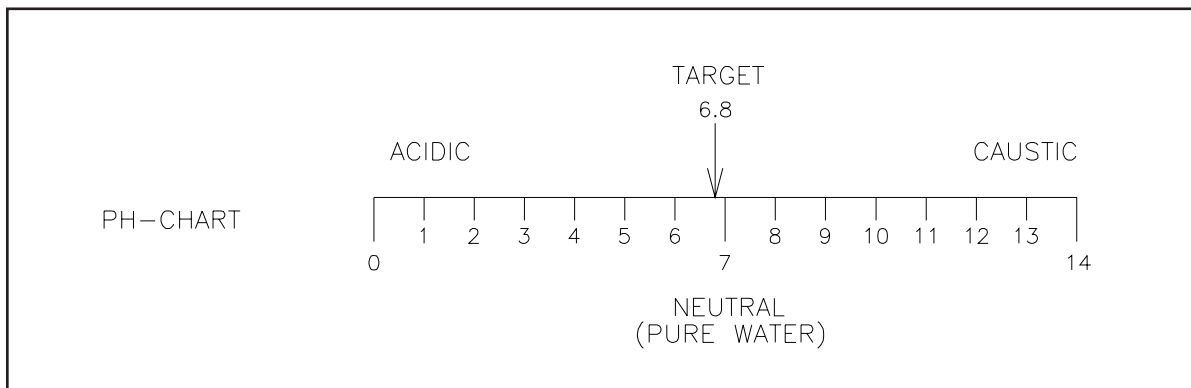 TARGET
6.8
ACIDIC CAUSTIC
PH-CHART
1 2 3 4 5 6 8 9 10 11 12 13
0 7 14
NEUTRAL
(PURE WATER)